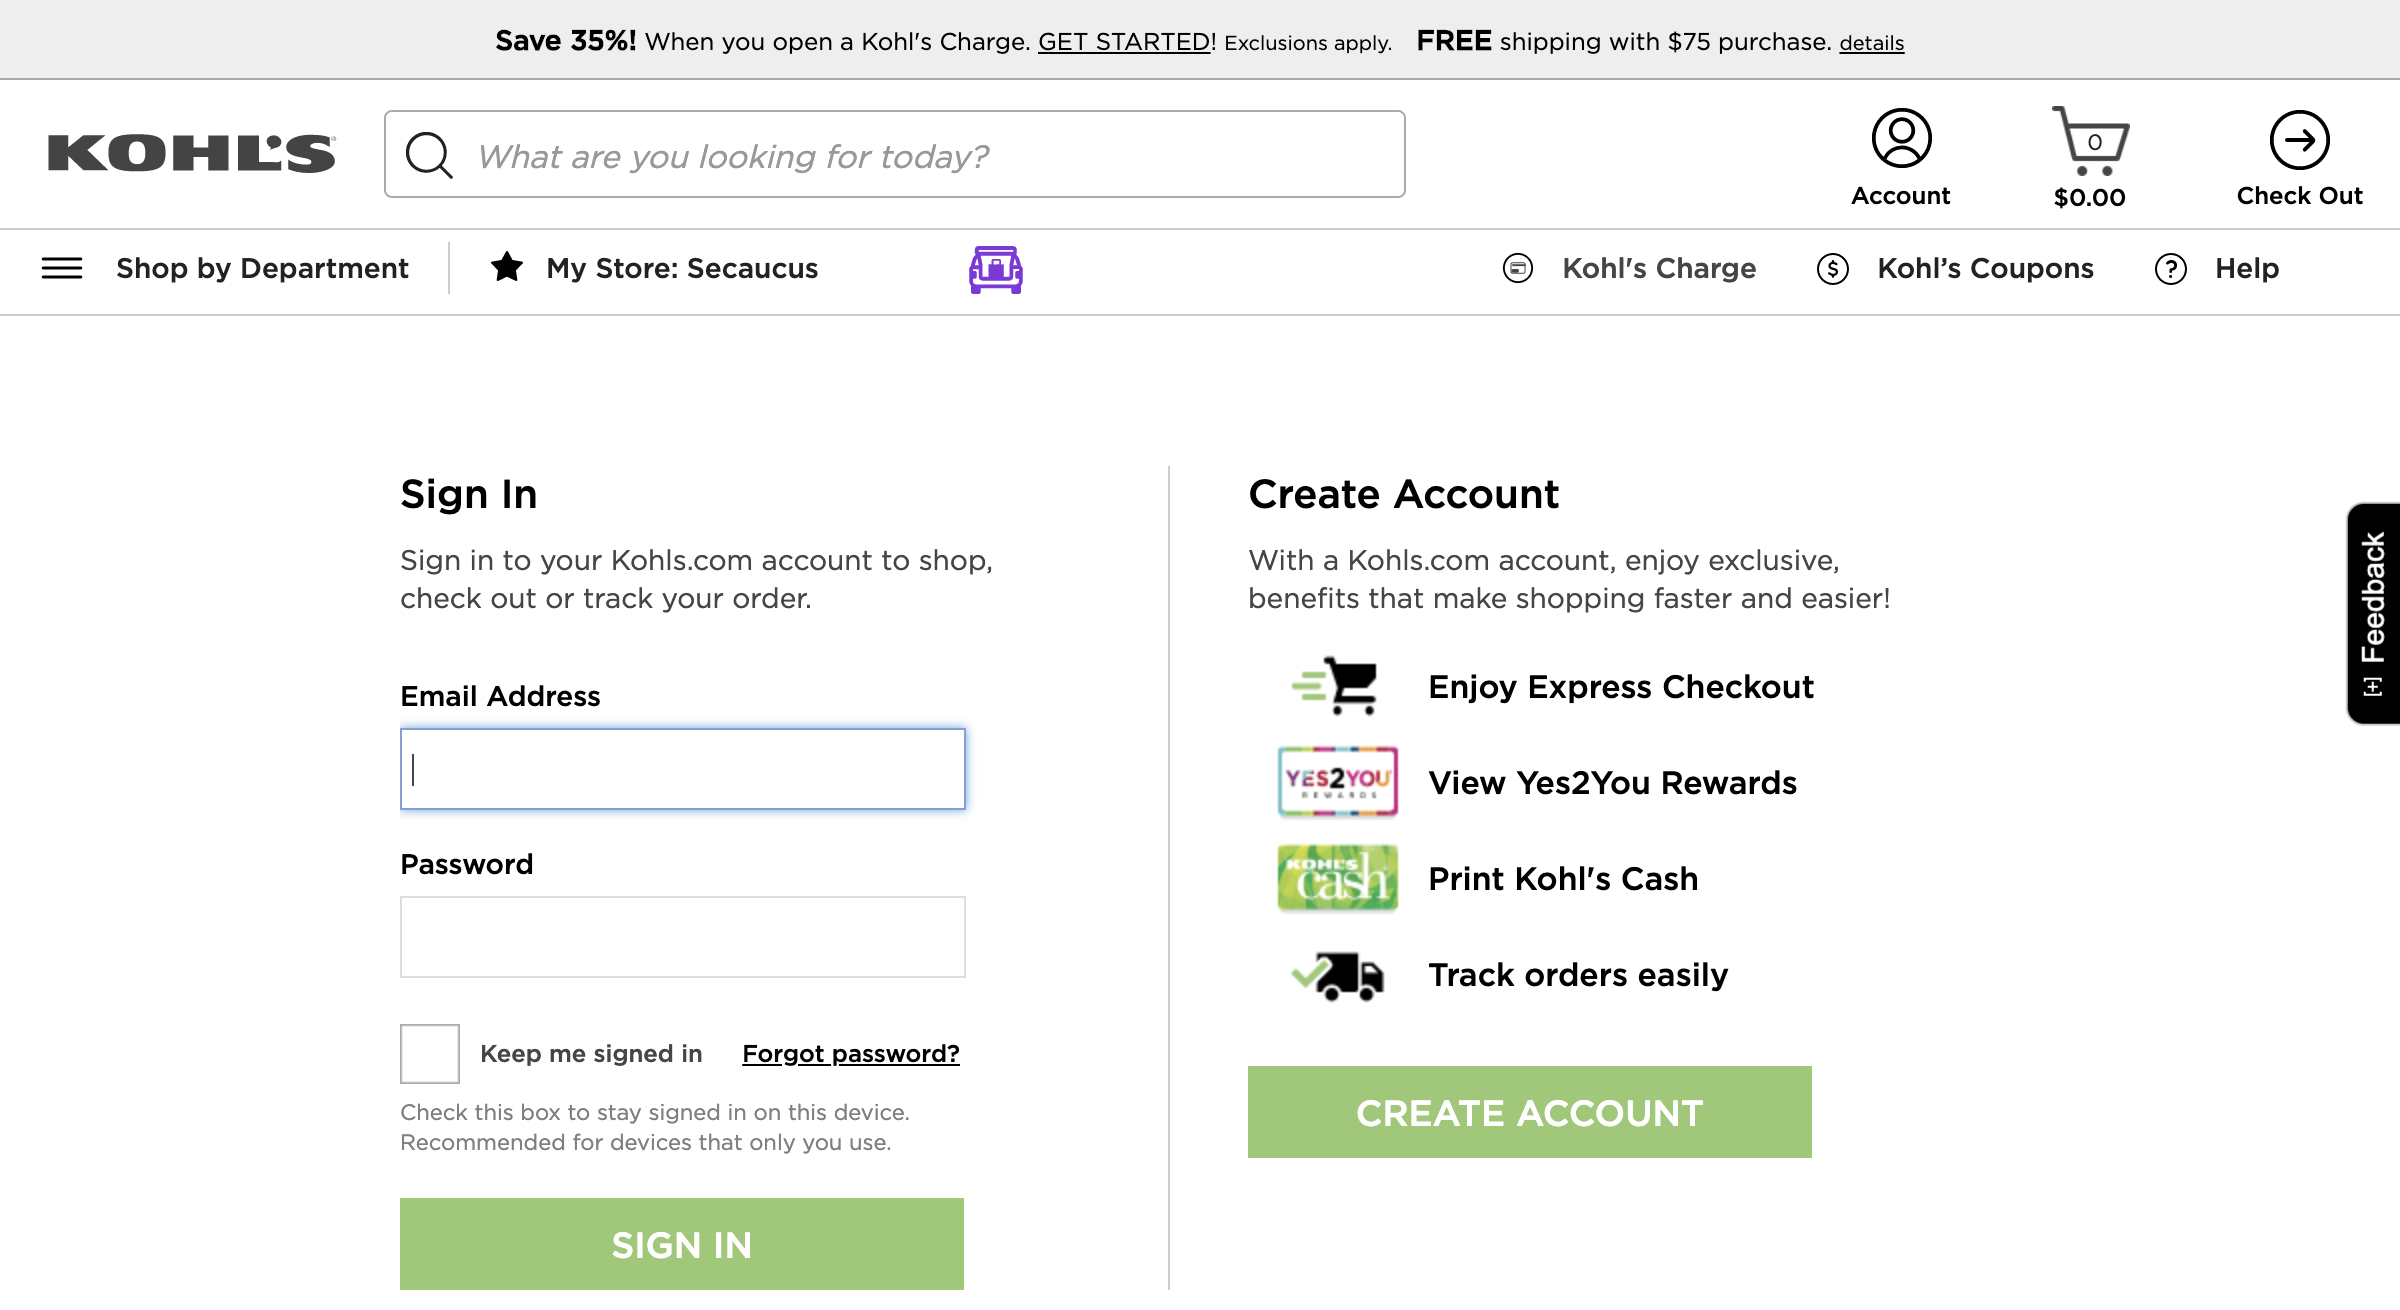 Save 35%! When you open a Kohl's Charge. GET STARTED! Exclusions apply. FREE shipping with $75 purchase. details
KOHL'S
What are you looking for today?
Account
0
$0.00
Check Out
Shop by Department
My Store: Secaucus
Kohl's Charge
Kohl’s Coupons
Help
Sign In
Sign in to your Kohls.com account to shop,
check out or track your order.
Email Address
Password
Keep me signed in
Forgot password?
Check this box to stay signed in on this device.
Recommended for devices that only you use.
SIGN IN
Create Account
With a Kohls.com account, enjoy exclusive,
benefits that make shopping faster and easier!
Enjoy Express Checkout
YES2YOU
REWARDS
View Yes2You Rewards
KOHL'S
cash
Print Kohl's Cash
Track orders easily
CREATE ACCOUNT
[+] Feedback